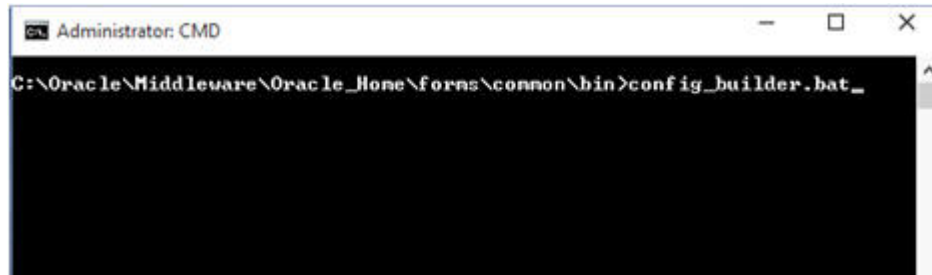 Administrator: CMD
C:\Oracle\Middleware\Oracle_Home\forms\common\bin>config_builder.bat_